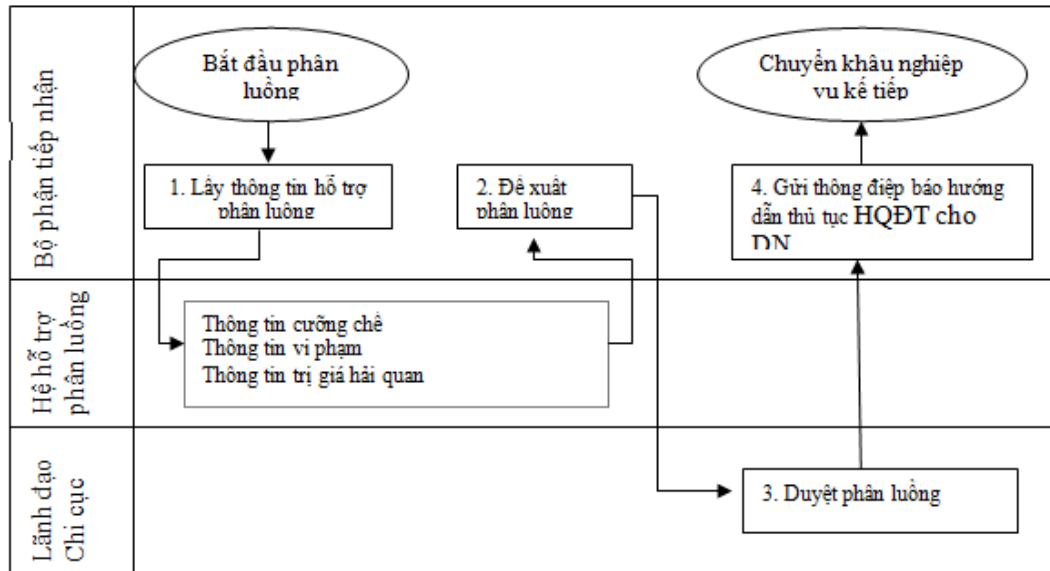 Bộ phận tiếp nhận
Bắt đầu phân
luồng
Chuyển khâu nghiệp
vụ kế tiếp
1. Lấy thông tin hỗ trợ
phân luồng
2. Đề xuất
phân luồng
4. Gửi thông điệp báo hướng
dẫn thủ tục HQĐT cho
DN
Hệ hỗ trợ
phân luồng
Thông tin cưỡng chế
Thông tin vi phạm
Thông tin trị giá hải quan
Lãnh đạo
Chi cục
3. Duyệt phân luồng